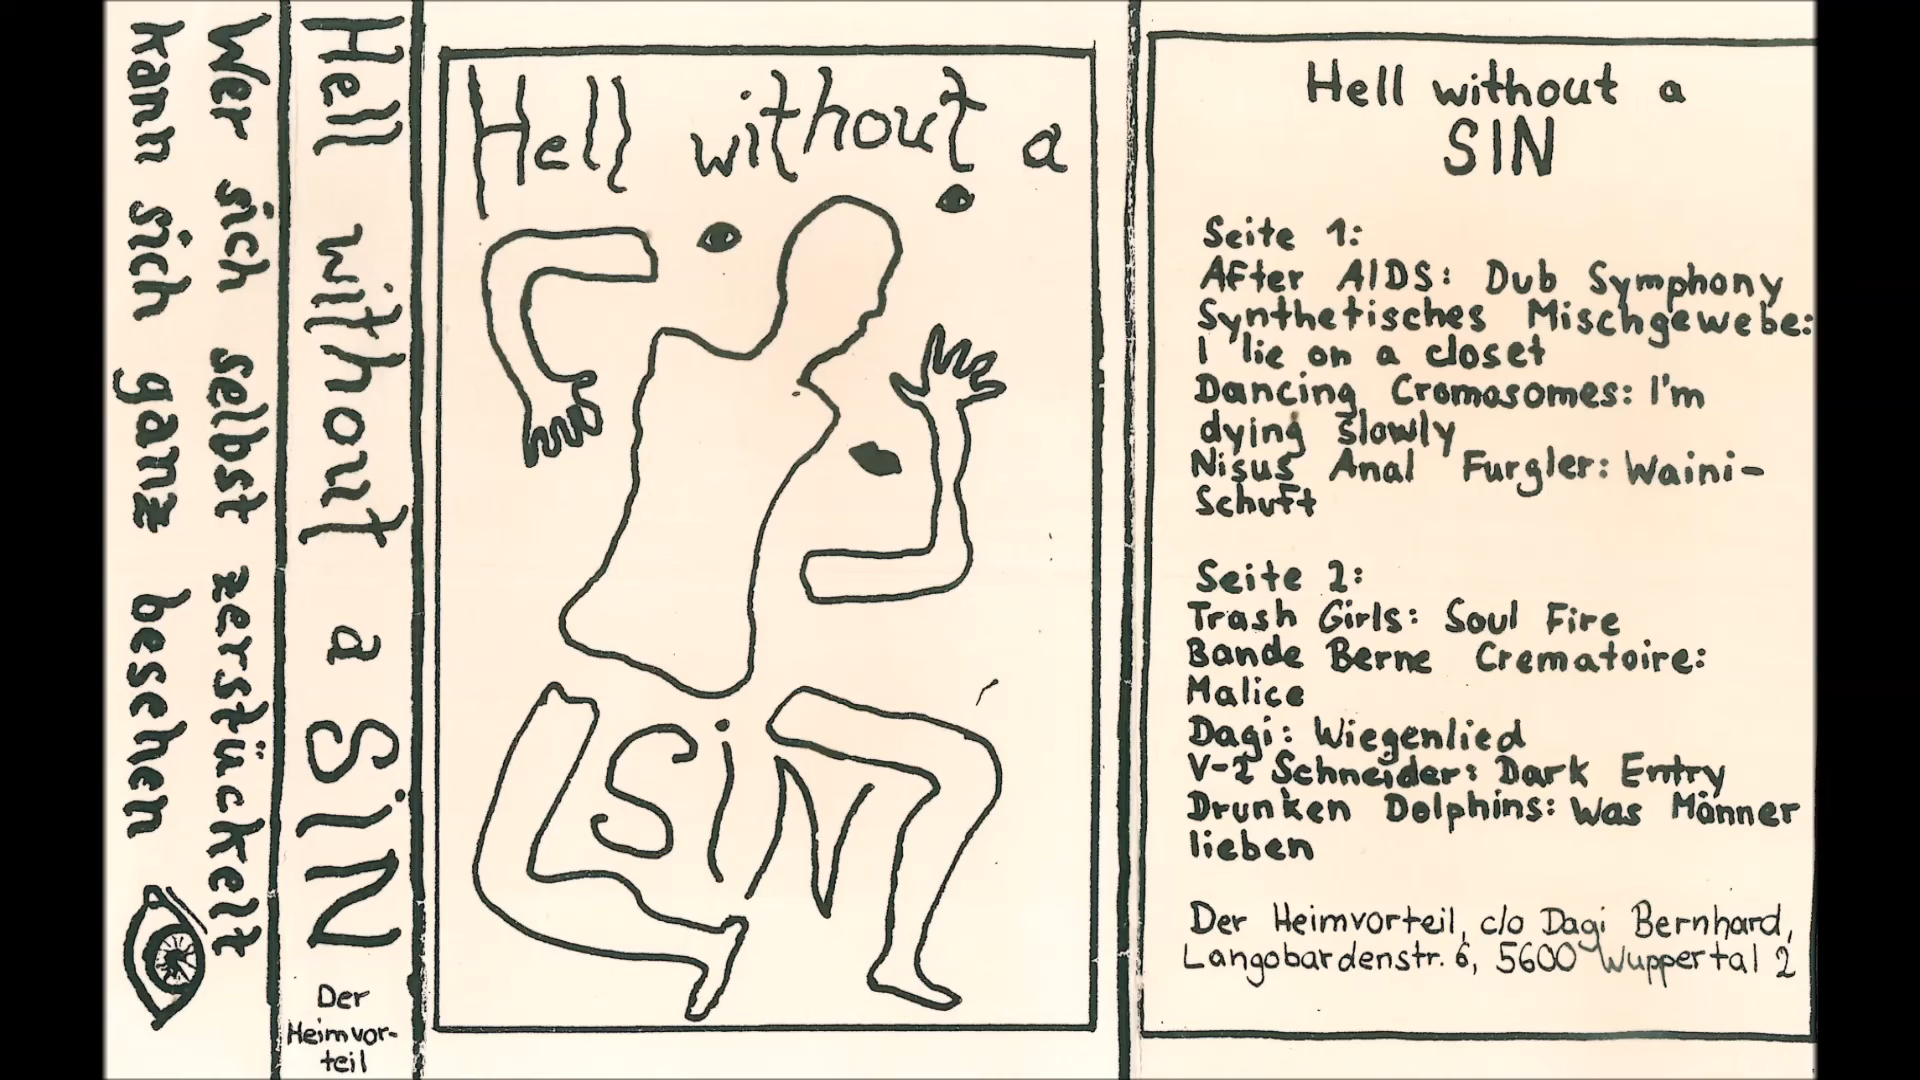 Wer sich selbst zerstückelt
kann sich ganz besehen
Hell without a SiN
Der
Heimvor-
teil
Hell without a
SiN
Hell without a
SIN
Seite 1:
After AIDS: Dub Symphony
Synthetisches Mischgewebe:
I lie on a closet
Dancing Cromosomes: I'm
dying slowly
Nisus Anal Furgler: Waini-
Schuft
Seite 2:
Trash Girls: Soul Fire
Bande Berne Crematoire:
Malice
Dagi: Wiegenlied
V-2 Schneider: Dark Entry
Drunken Dolphins: Was Männer
lieben
Der Heimvorteil, c/o Dagi Bernhard,
Langobardenstr. 6, 5600 Wuppertal 2